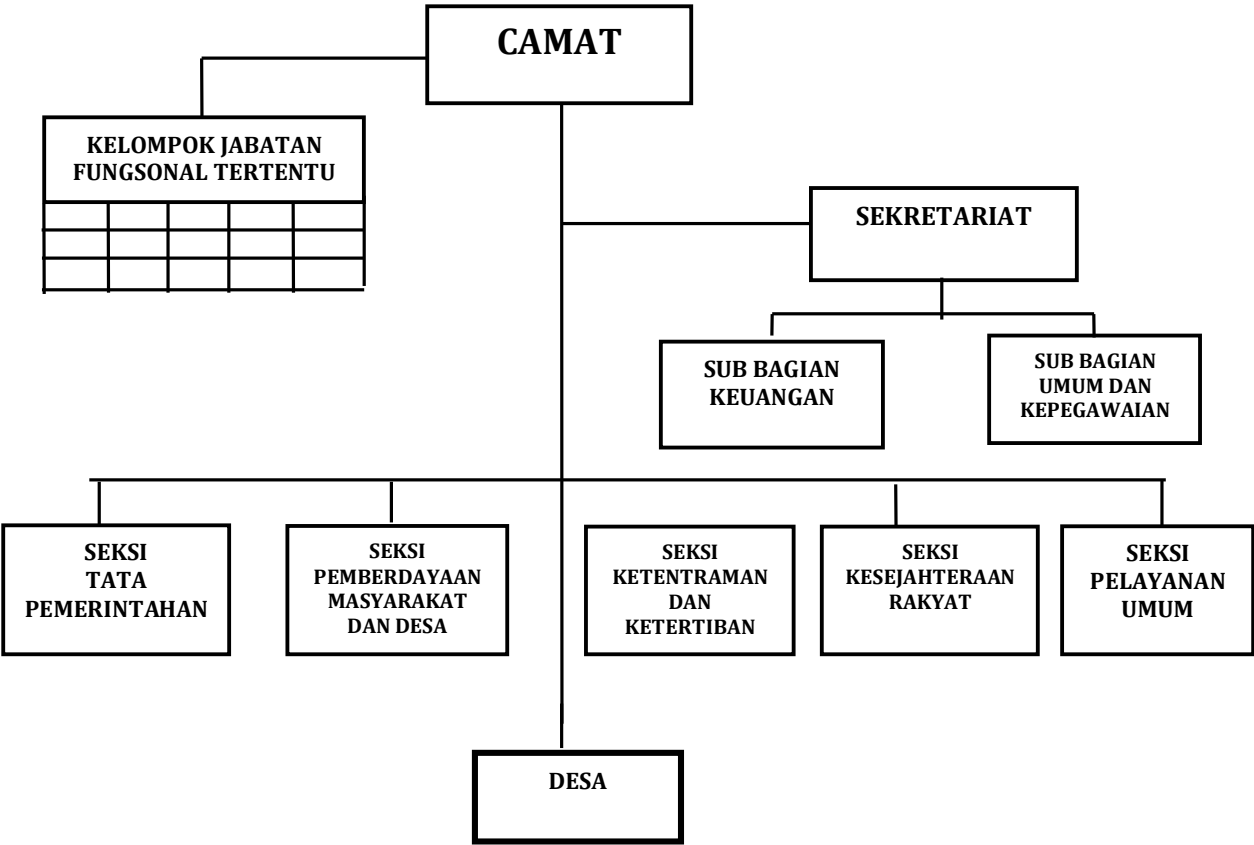 CAMAT
KELOMPOK JABATAN
FUNGSONAL TERTENTU
SEKRETARIAT
SUB BAGIAN
KEUANGAN
SUB BAGIAN
UMUM DAN
KEPEGAWAIAN
SEKSI
TATA
PEMERINTAHAN
SEKSI
PEMBERDAYAAN
MASYARAKAT
DAN DESA
SEKSI
KETENTRAMAN
DAN
KETERTIBAN
SEKSI
KESEJAHTERAAN
RAKYAT
SEKSI
PELAYANAN
UMUM
DESA